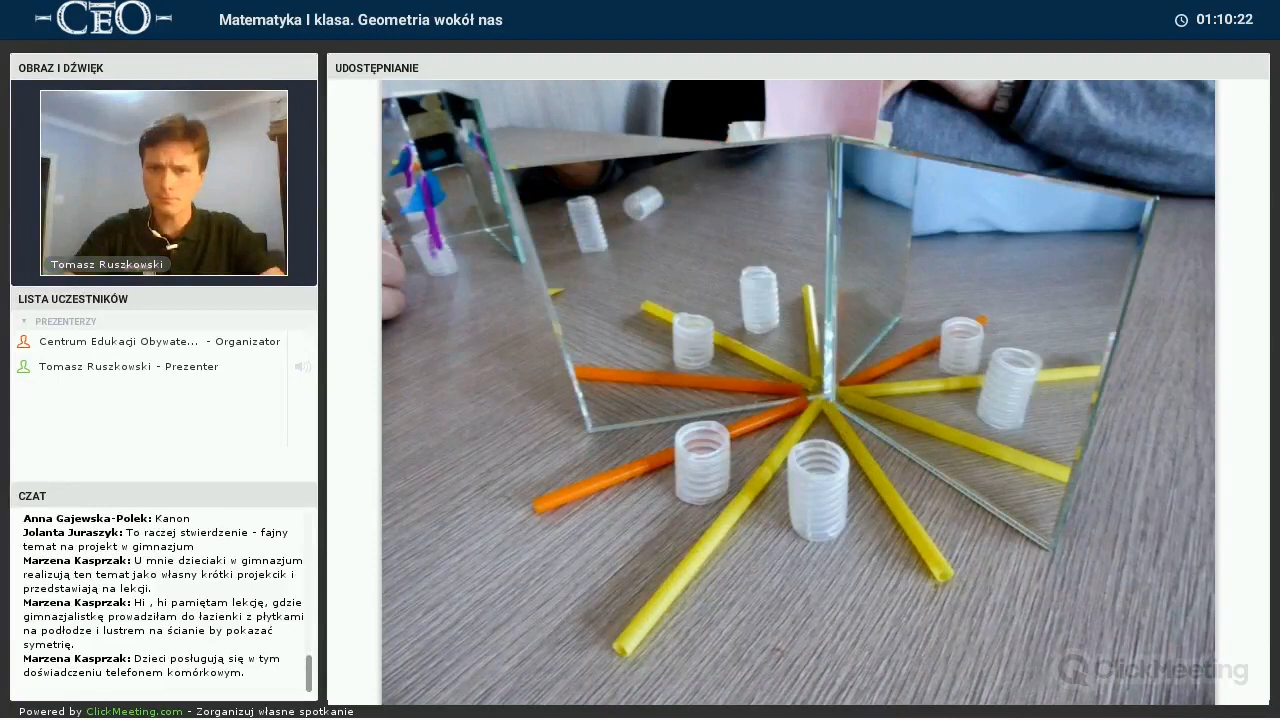 CEO
Matematyka I klasa. Geometria wokół nas
01:10:22
OBRAZ I DŹWIĘK
Tomasz Ruszkowski
LISTA UCZESTNIKÓW
PREZENTERZY
Centrum Edukacji Obywate... - Organizator
Tomasz Ruszkowski - Prezenter
CZAT
Anna Gajewska-Polek: Kanon
Jolanta Juraszyk: To raczej stwierdzenie - fajny
temat na projekt w gimnazjum
Marzena Kasprzak: U mnie dzieciaki w gimnazjum
realizują ten temat jako własny krótki projekcik i
przedstawiają na lekcji.
Marzena Kasprzak: Hi , hi pamiętam lekcję, gdzie
gimnazjalistkę prowadziłam do łazienki z płytkami
na podłodze i lustrem na ścianie by pokazać
symetrię.
Marzena Kasprzak: Dzieci posługują się w tym
doświadczeniu telefonem komórkowym.
UDOSTĘPNIANIE
ClickMeeting
Powered by ClickMeeting.com - Zorganizuj własne spotkanie